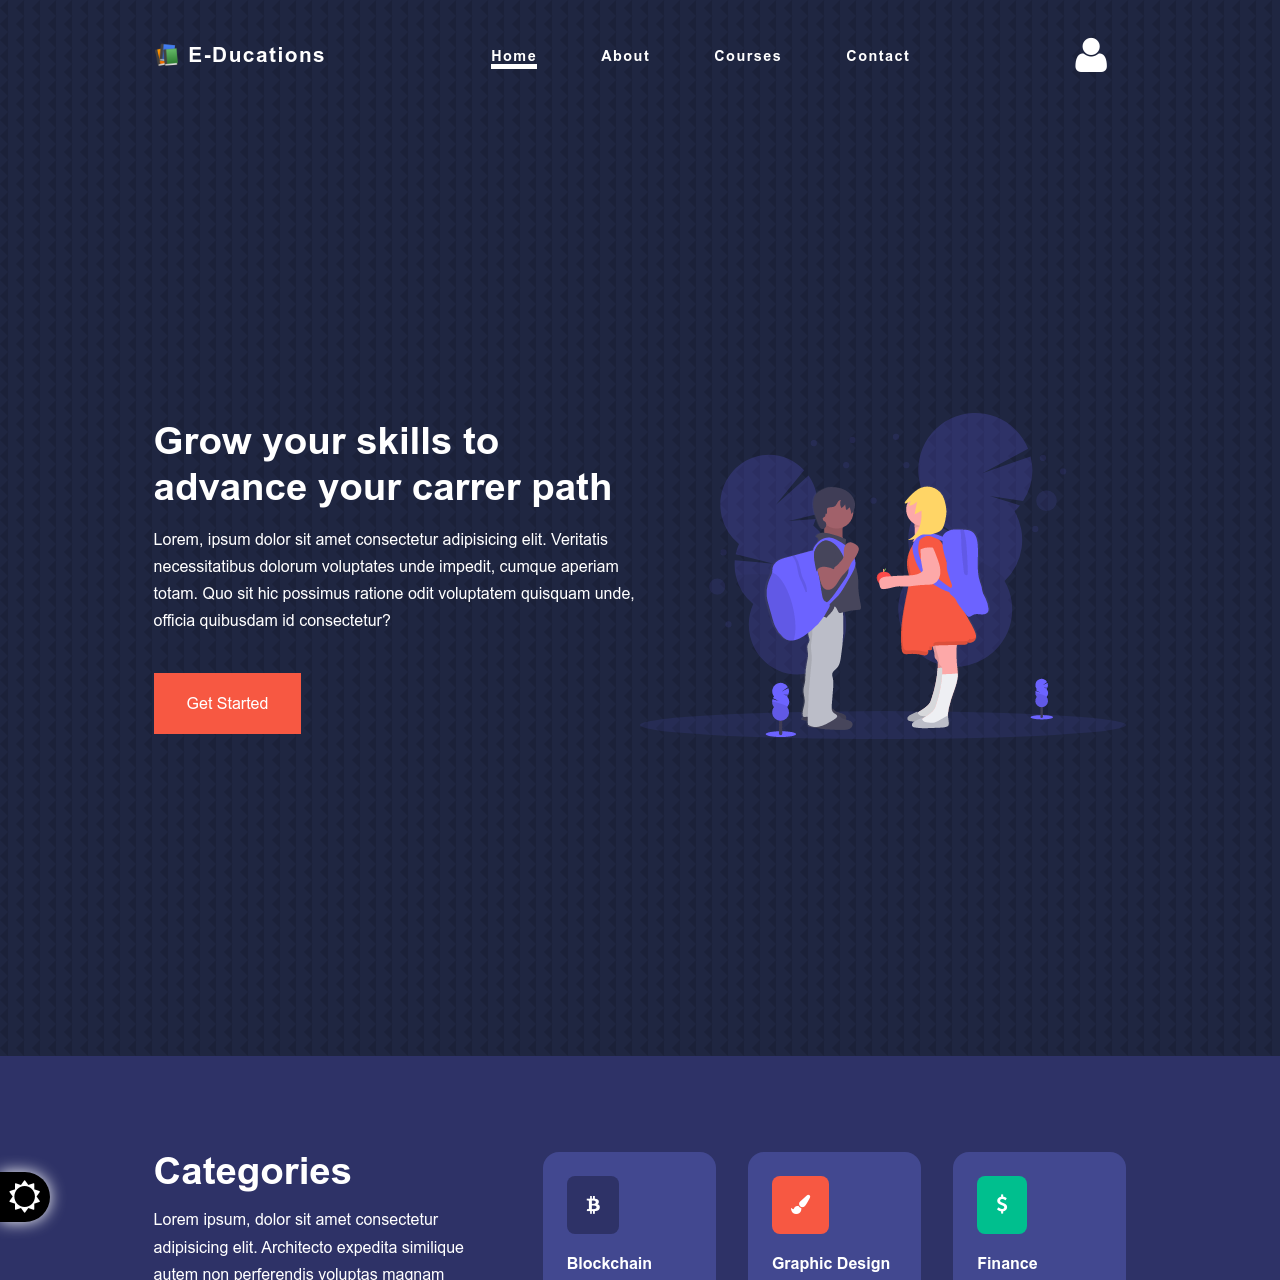 E-Ducations
Home
About
Courses
Contact
Grow your skills to
advance your carrer path
Lorem, ipsum dolor sit amet consectetur adipisicing elit. Veritatis
necessitatibus dolorum voluptates unde impedit, cumque aperiam
totam. Quo sit hic possimus ratione odit voluptatem quisquam unde,
officia quibusdam id consectetur?
Get Started
Categories
Lorem ipsum, dolor sit amet consectetur
adipisicing elit. Architecto expedita similique
autem non perferendis voluptas magnam
Blockchain
Graphic Design
Finance